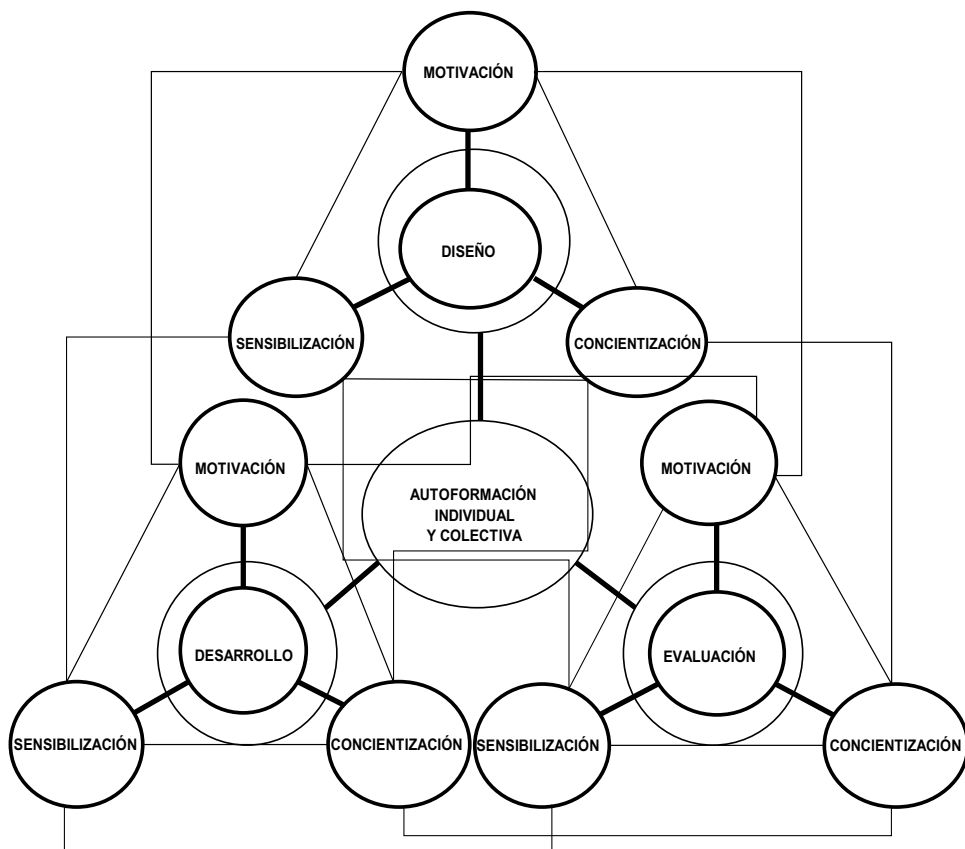 MOTIVACIÓN
DISEÑO
SENSIBILIZACIÓN
CONCIENTIZACIÓN
MOTIVACIÓN
MOTIVACIÓN
AUTOFORMACIÓN
INDIVIDUAL
Y COLECTIVA
DESARROLLO
EVALUACIÓN
SENSIBILIZACIÓN
CONCIENTIZACIÓN
SENSIBILIZACIÓN
CONCIENTIZACIÓN